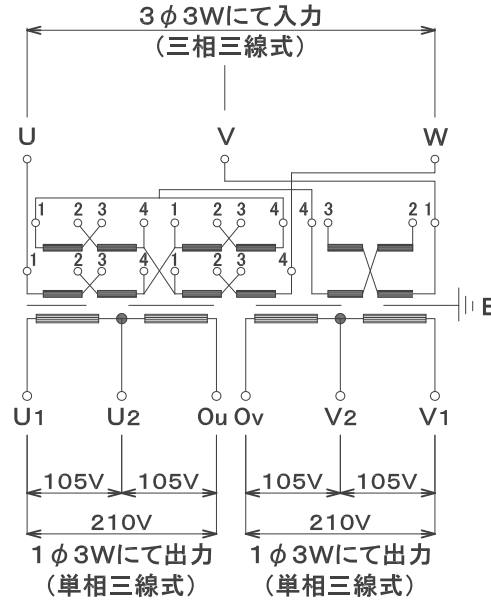 3φ3Wにて入力
(三相三線式)
U V W
1 2 3 4 1 2 3 4 4 3 2 1
1 2 3 4 1 2 3 4
E
U1 U2 Ou Ov V2 V1
105V 105V 105V 105V
210V 210V
1φ3Wにて出力 1φ3Wにて出力
(単相三線式) (単相三線式)